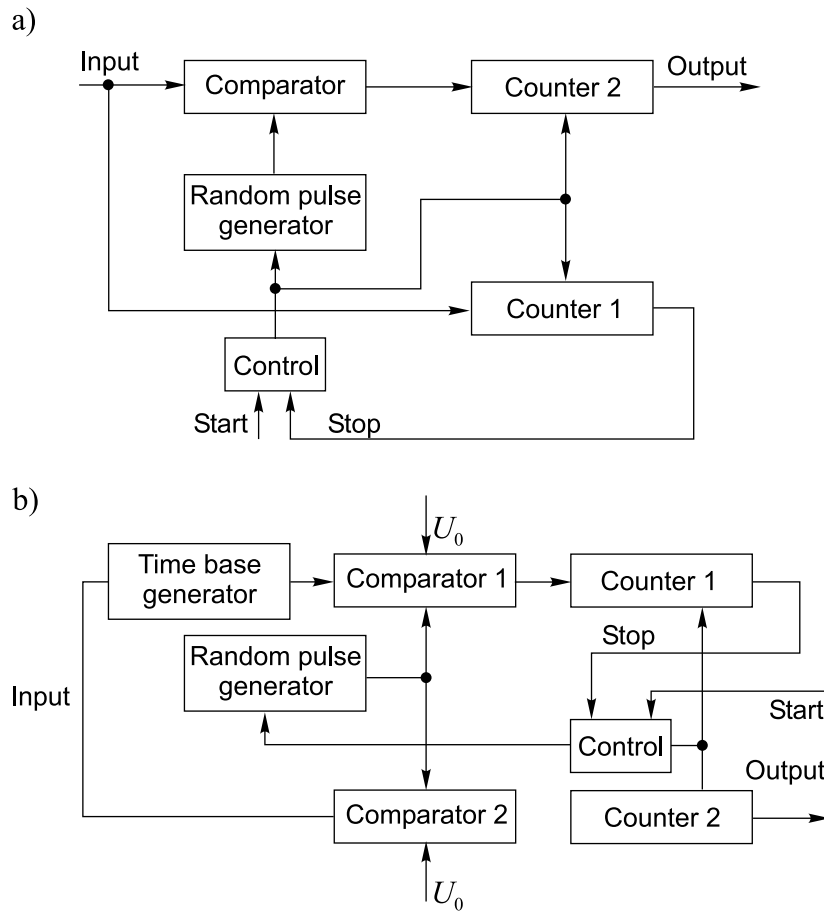 a)
Input
Comparator
Counter 2
Output
Random pulse
generator
Counter 1
Control
Start
Stop
b)
U₀
Time base
generator
Comparator 1
Counter 1
Stop
Random pulse
generator
Input
Start
Control
Output
Comparator 2
Counter 2
U₀